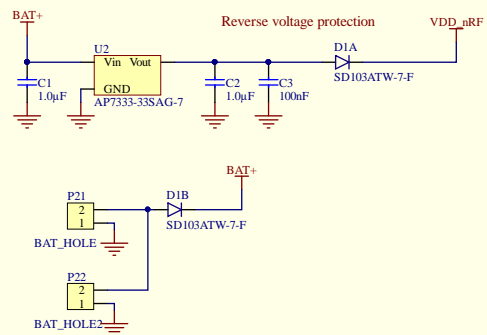 BAT+
Reverse voltage protection
VDD_nRF
U2
D1A
Vin Vout
GND
C1
1.0µF
AP7333-33SAG-7
C2
1.0µF
C3
100nF
SD103ATW-7-F
BAT+
P21
D1B
2
1
SD103ATW-7-F
BAT_HOLE
P22
2
1
BAT_HOLE2